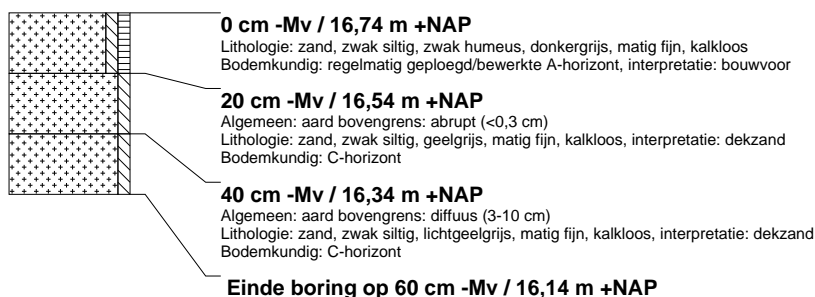 0 cm -Mv / 16,74 m +NAP
Lithologie: zand, zwak siltig, zwak humeus, donkergrijs, matig fijn, kalkloos
Bodemkundig: regelmatig geploegd/bewerkte A-horizont, interpretatie: bouwvoor
20 cm -Mv / 16,54 m +NAP
Algemeen: aard bovengrens: abrupt (<0,3 cm)
Lithologie: zand, zwak siltig, geelgrijs, matig fijn, kalkloos, interpretatie: dekzand
Bodemkundig: C-horizont
40 cm -Mv / 16,34 m +NAP
Algemeen: aard bovengrens: diffuus (3-10 cm)
Lithologie: zand, zwak siltig, lichtgeelgrijs, matig fijn, kalkloos, interpretatie: dekzand
Bodemkundig: C-horizont
Einde boring op 60 cm -Mv / 16,14 m +NAP